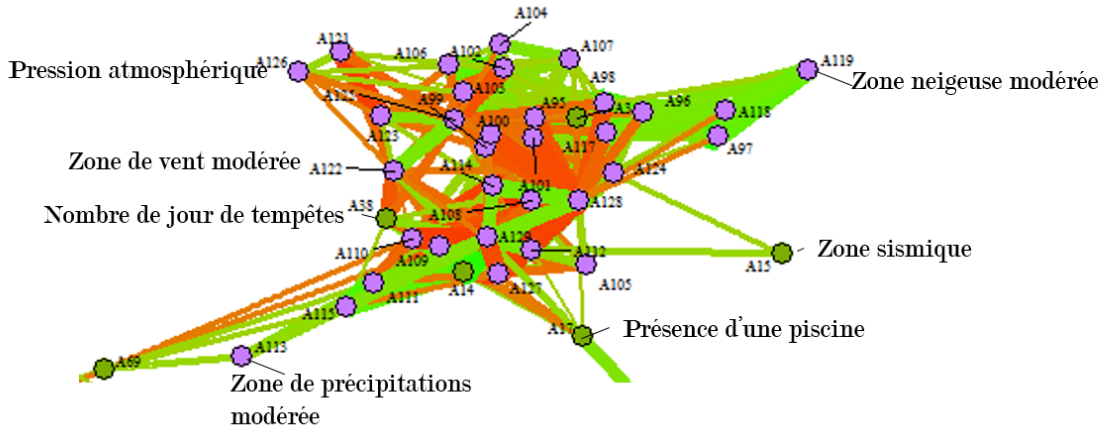 A104
A121
A107
A106
A102
A126
A119
Pression atmosphérique
A98
Zone neigeuse modérée
A103
A125
A99
A95
A3
A96
A118
A100
A123
A117
A97
Zone de vent modérée
A114
A122
A101
A124
A38
A108
A128
Nombre de jour de tempêtes
A129
A110
A112
Zone sismique
A109
A15
A14
A127
A105
A111
A115
A17
Présence d'une piscine
A113
A69
Zone de précipitations
modérée